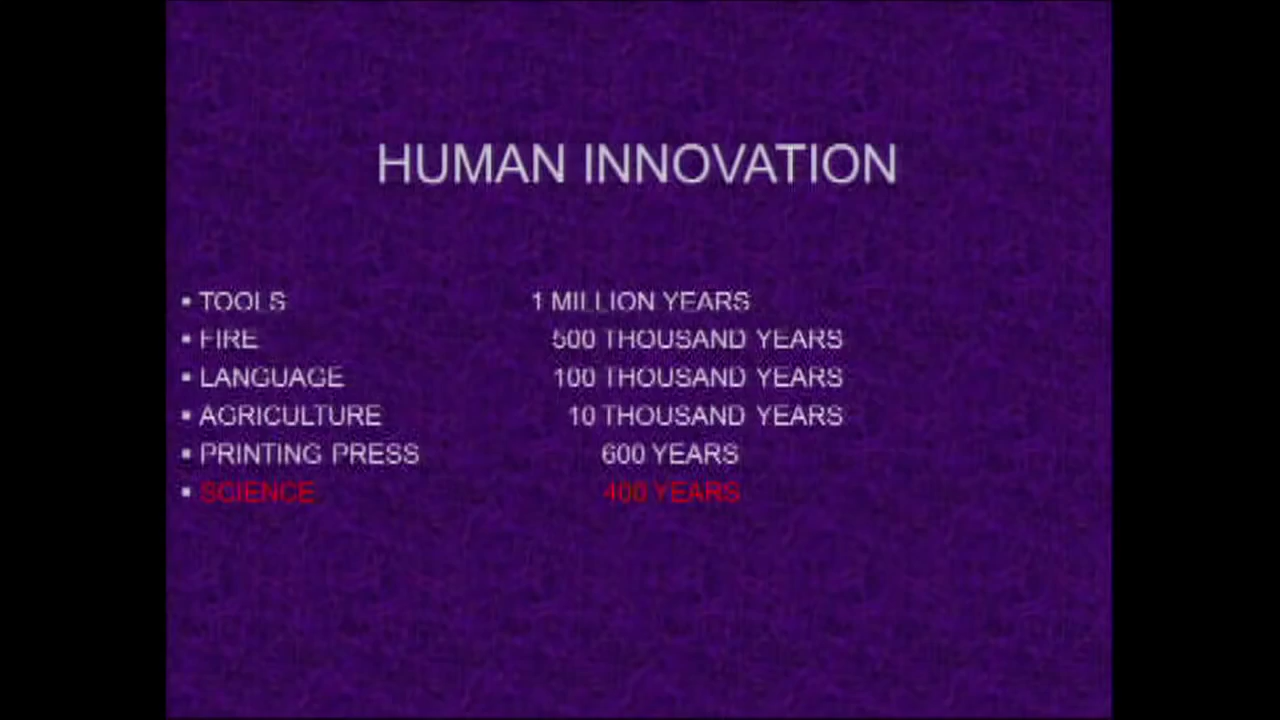 HUMAN INNOVATION
▪ TOOLS 1 MILLION YEARS
▪ FIRE 500 THOUSAND YEARS
▪ LANGUAGE 100 THOUSAND YEARS
▪ AGRICULTURE 10 THOUSAND YEARS
▪ PRINTING PRESS 600 YEARS
▪ SCIENCE 400 YEARS